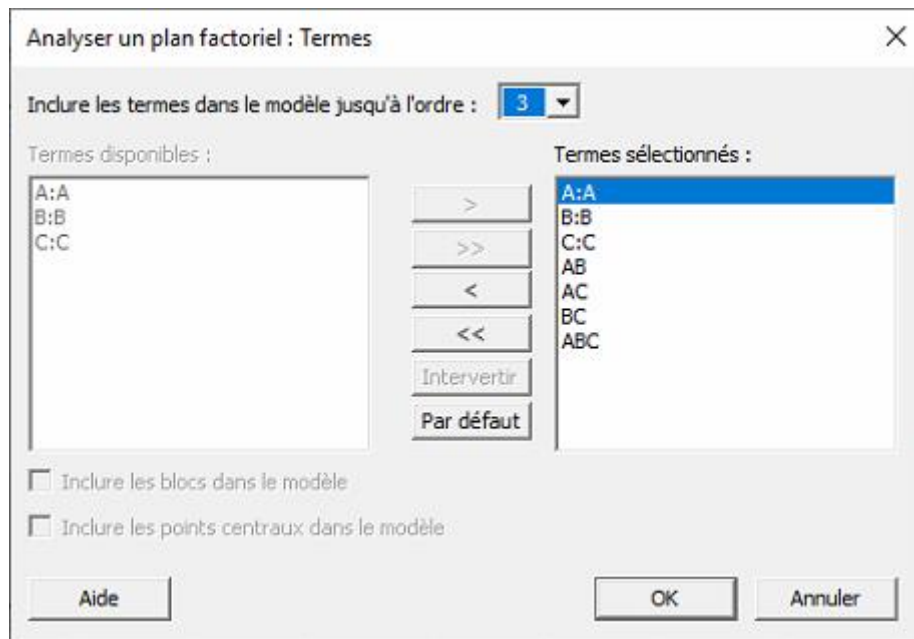 Analyser un plan factoriel : Termes
Inclure les termes dans le modèle jusqu'à l'ordre : 3
Termes disponibles :
A:A
B:B
C:C
>
>>
<
<<
Intervertir
Par défaut
Termes sélectionnés :
A:A
B:B
C:C
AB
AC
BC
ABC
Inclure les blocs dans le modèle
Inclure les points centraux dans le modèle
Aide
OK
Annuler